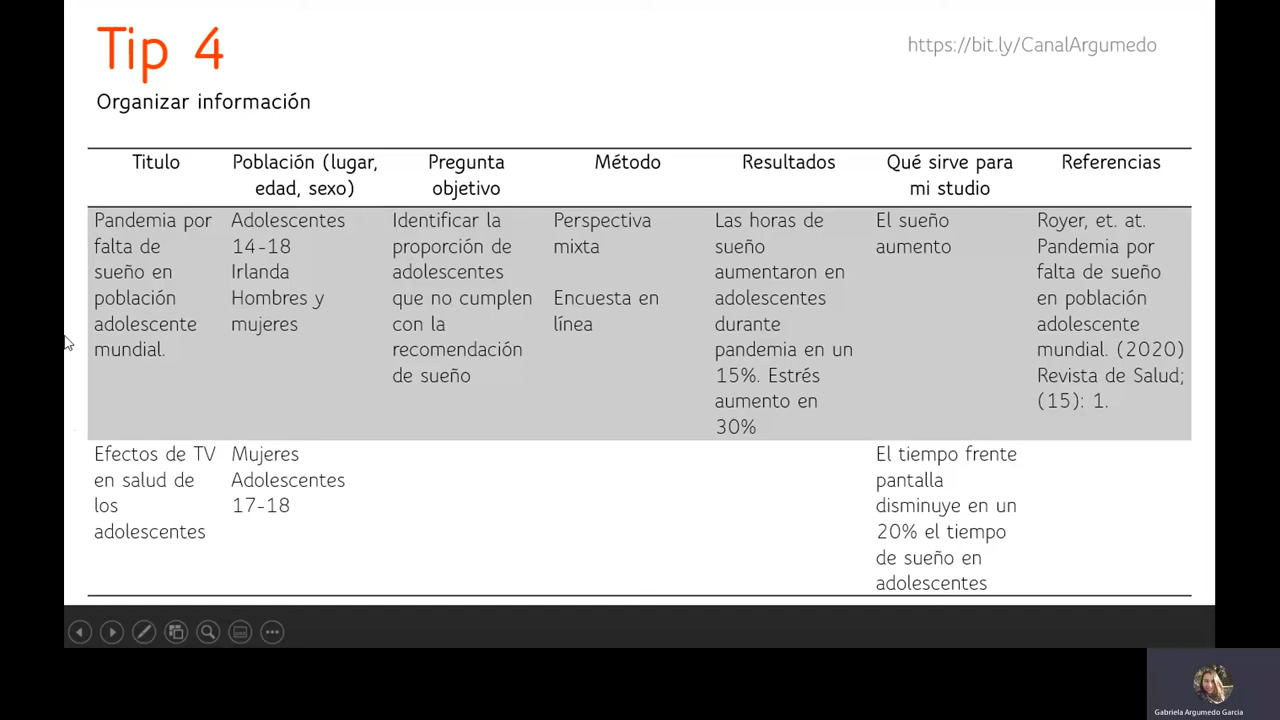 Tip 4
https://bit.ly/CanalArgumedo
Organizar información
Titulo
Población (lugar,
edad, sexo)
Pregunta
objetivo
Método
Resultados
Qué sirve para
mi studio
Referencias
Pandemia por
falta de
sueño en
población
adolescente
mundial.
Adolescentes
14-18
Irlanda
Hombres y
mujeres
Identificar la
proporción de
adolescentes
que no cumplen
con la
recomendación
de sueño
Perspectiva
mixta
Encuesta en
línea
Las horas de
sueño
aumentaron en
adolescentes
durante
pandemia en un
15%. Estrés
aumento en
30%
El sueño
aumento
Royer, et. at.
Pandemia por
falta de sueño
en población
adolescente
mundial. (2020)
Revista de Salud;
(15): 1.
Efectos de TV
en salud de
los
adolescentes
Mujeres
Adolescentes
17-18
El tiempo frente
pantalla
disminuye en un
20% el tiempo
de sueño en
adolescentes
Gabriela Argumedo Garcia